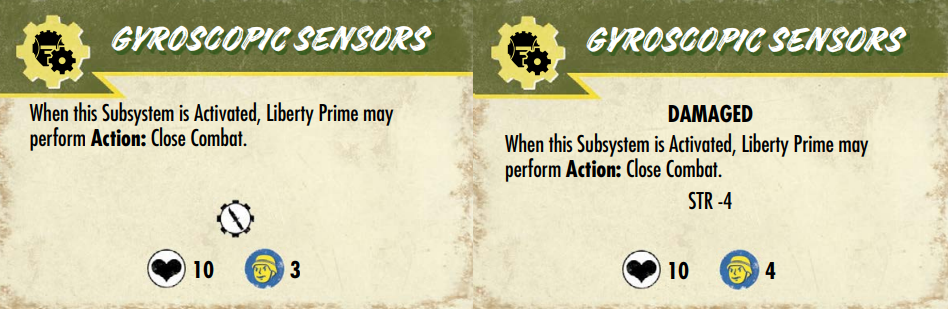 GYROSCOPIC SENSORS
When this Subsystem is Activated, Liberty Prime may
perform Action: Close Combat.
10 3
GYROSCOPIC SENSORS
DAMAGED
When this Subsystem is Activated, Liberty Prime may
perform Action: Close Combat.
STR -4
10 4